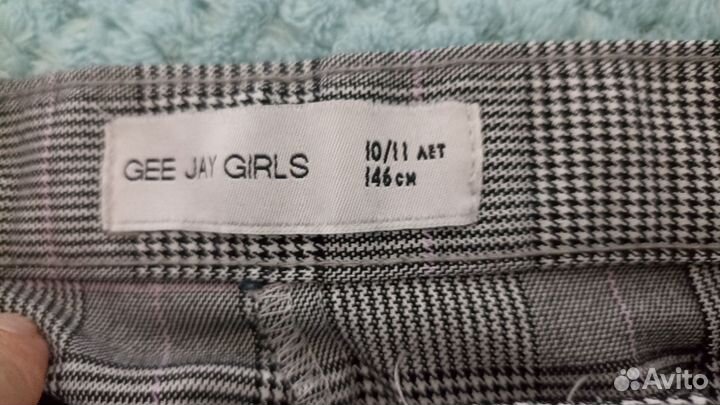 GEE JAY GIRLS
10/11 ЛЕТ
146 СМ
Avito